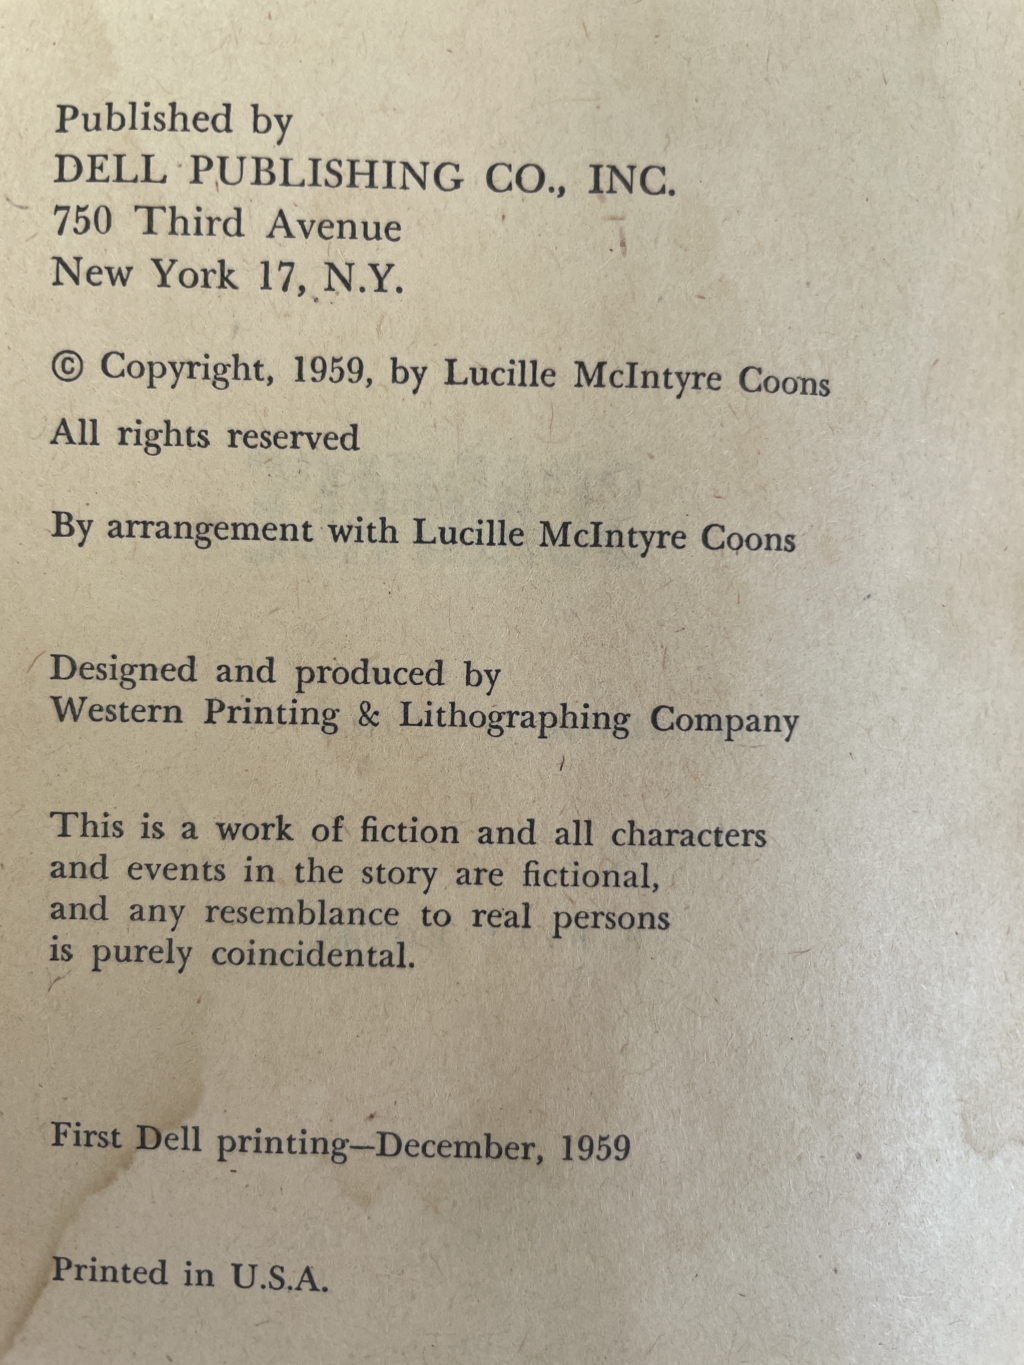 Published by
DELL PUBLISHING CO., INC.
750 Third Avenue
New York 17, N.Y.
© Copyright, 1959, by Lucille McIntyre Coons
All rights reserved
By arrangement with Lucille McIntyre Coons
Designed and produced by
Western Printing & Lithographing Company
This is a work of fiction and all characters
and events in the story are fictional,
and any resemblance to real persons
is purely coincidental.
First Dell printing—December, 1959
Printed in U.S.A.